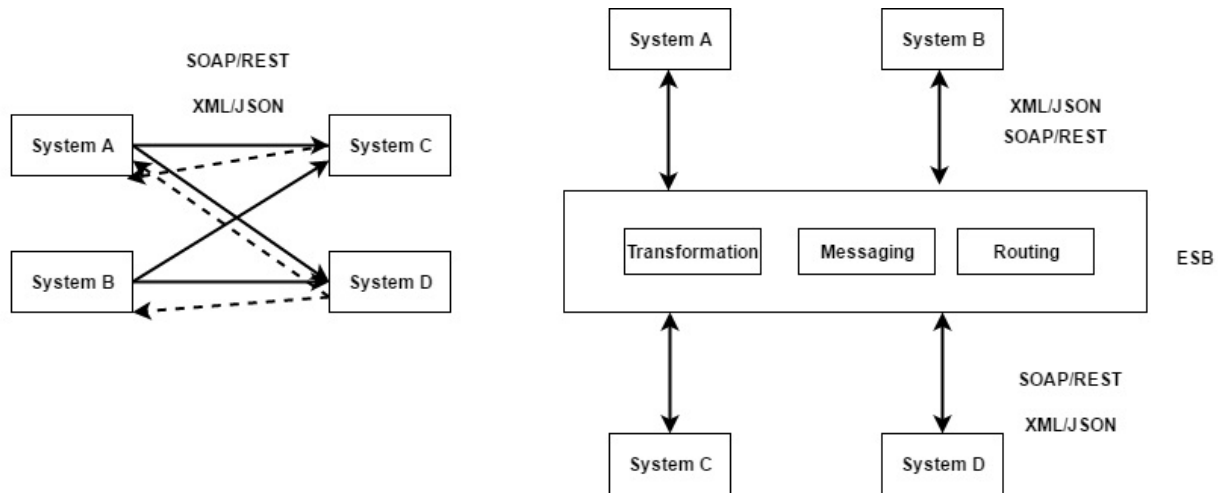 SOAP/REST
XML/JSON
System A
System C
System B
System D
System A
System B
XML/JSON
SOAP/REST
Transformation
Messaging
Routing
ESB
SOAP/REST
XML/JSON
System C
System D